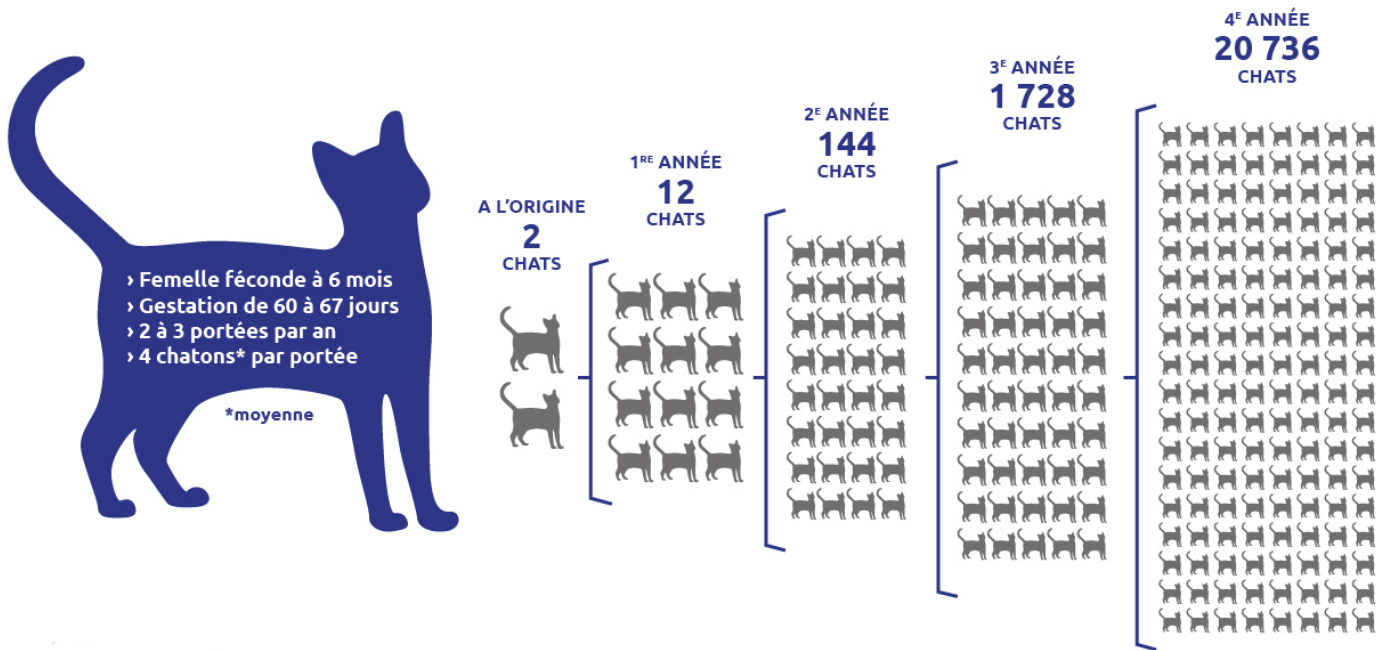 › Femelle féconde à 6 mois
› Gestation de 60 à 67 jours
› 2 à 3 portées par an
› 4 chatons* par portée
*moyenne
A L'ORIGINE
2
CHATS
1RE ANNÉE
12
CHATS
2E ANNÉE
144
CHATS
3E ANNÉE
1 728
CHATS
4E ANNÉE
20 736
CHATS